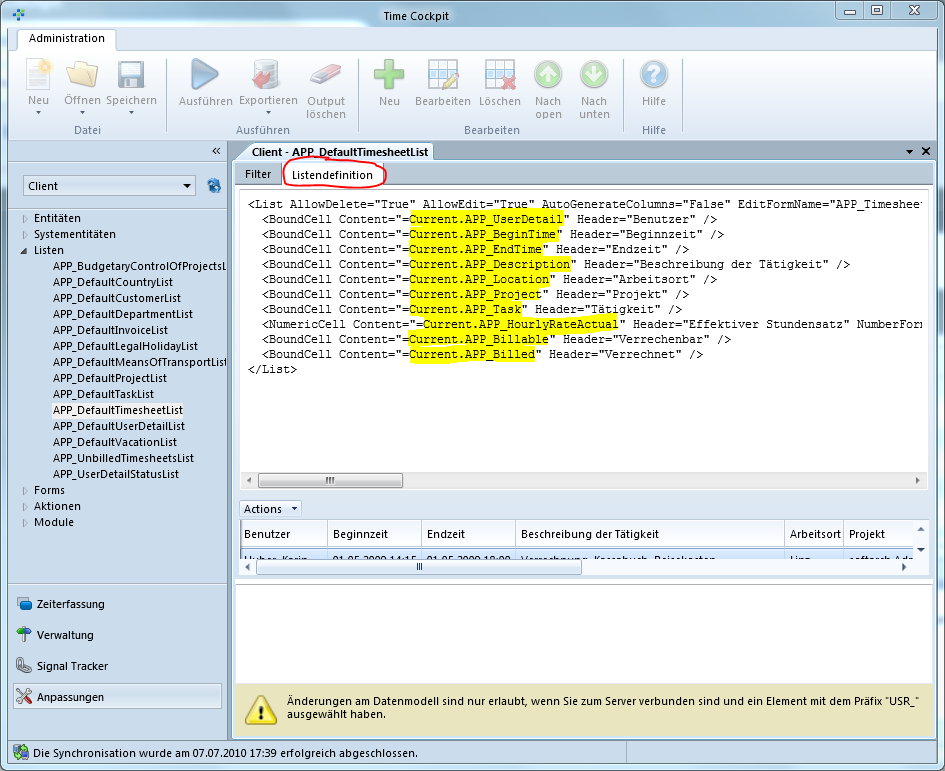 Time Cockpit
Administration
Neu
Öffnen
Speichern
Ausführen
Exportieren
Output
löschen
Neu
Bearbeiten
Löschen
Nach
open
Nach
unten
Hilfe
Datei
Ausführen
Bearbeiten
Hilfe
Client
Entitäten
Systementitäten
Listen
APP_BudgetaryControlOfProjectsL
APP_DefaultCountryList
APP_DefaultCustomerList
APP_DefaultDepartmentList
APP_DefaultInvoiceList
APP_DefaultLegalHolidayList
APP_DefaultMeansOfTransportList
APP_DefaultProjectList
APP_DefaultTaskList
APP_DefaultTimesheetList
APP_DefaultUserDetailList
APP_DefaultVacationList
APP_UnbilledTimesheetsList
APP_UserDetailStatusList
Forms
Aktionen
Module
Zeiterfassung
Verwaltung
Signal Tracker
Anpassungen
Client - APP_DefaultTimesheetList
Filter
Listendefinition
<List AllowDelete="True" AllowEdit="True" AutoGenerateColumns="False" EditFormName="APP_Timesheet
<BoundCell Content="=Current.APP_UserDetail" Header="Benutzer" />
<BoundCell Content="=Current.APP_BeginTime" Header="Beginnzeit" />
<BoundCell Content="=Current.APP_EndTime" Header="Endzeit" />
<BoundCell Content="=Current.APP_Description" Header="Beschreibung der Tätigkeit" />
<BoundCell Content="=Current.APP_Location" Header="Arbeitsort" />
<BoundCell Content="=Current.APP_Project" Header="Projekt" />
<BoundCell Content="=Current.APP_Task" Header="Tätigkeit" />
<NumericCell Content="=Current.APP_HourlyRateActual" Header="Effektiver Stundensatz" NumberForm
<BoundCell Content="=Current.APP_Billable" Header="Verrechenbar" />
<BoundCell Content="=Current.APP_Billed" Header="Verrechnet" />
</List>
Actions
Benutzer Beginnzeit Endzeit Beschreibung der Tätigkeit Arbeitsort Projekt
Änderungen am Datenmodell sind nur erlaubt, wenn Sie zum Server verbunden sind und ein Element mit dem Präfix "USR_"
ausgewählt haben.
Die Synchronisation wurde am 07.07.2010 17:39 erfolgreich abgeschlossen.